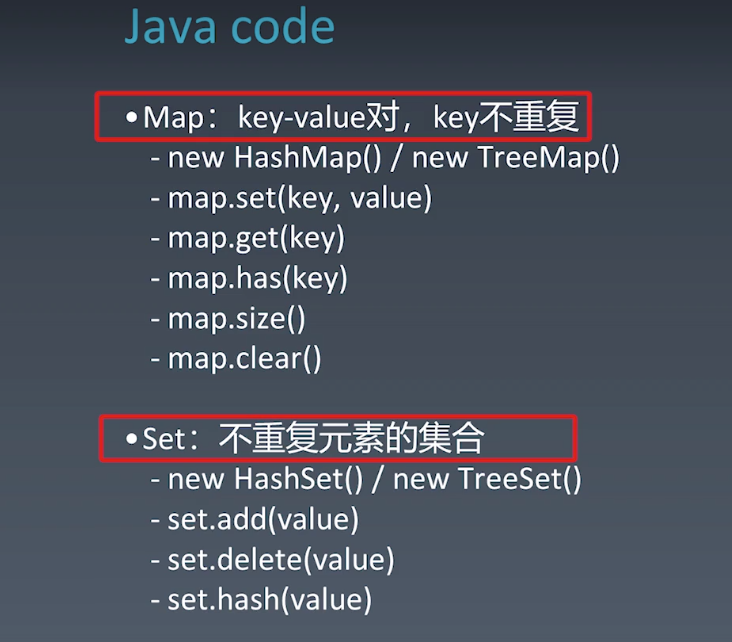 Java code
•Map：key-value对，key不重复
- new HashMap() / new TreeMap()
- map.set(key, value)
- map.get(key)
- map.has(key)
- map.size()
- map.clear()
•Set：不重复元素的集合
- new HashSet() / new TreeSet()
- set.add(value)
- set.delete(value)
- set.hash(value)